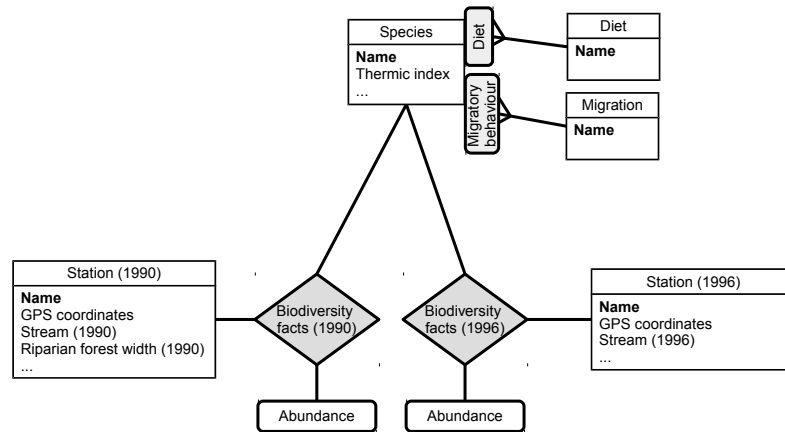 Species
Name
Thermic index
...
Diet
Diet
Name
Migratory
behaviour
Migration
Name
Station (1990)
Name
GPS coordinates
Stream (1990)
Riparian forest width (1990)
...
Biodiversity
facts (1990)
Biodiversity
facts (1996)
Station (1996)
Name
GPS coordinates
Stream (1996)
...
Abundance
Abundance